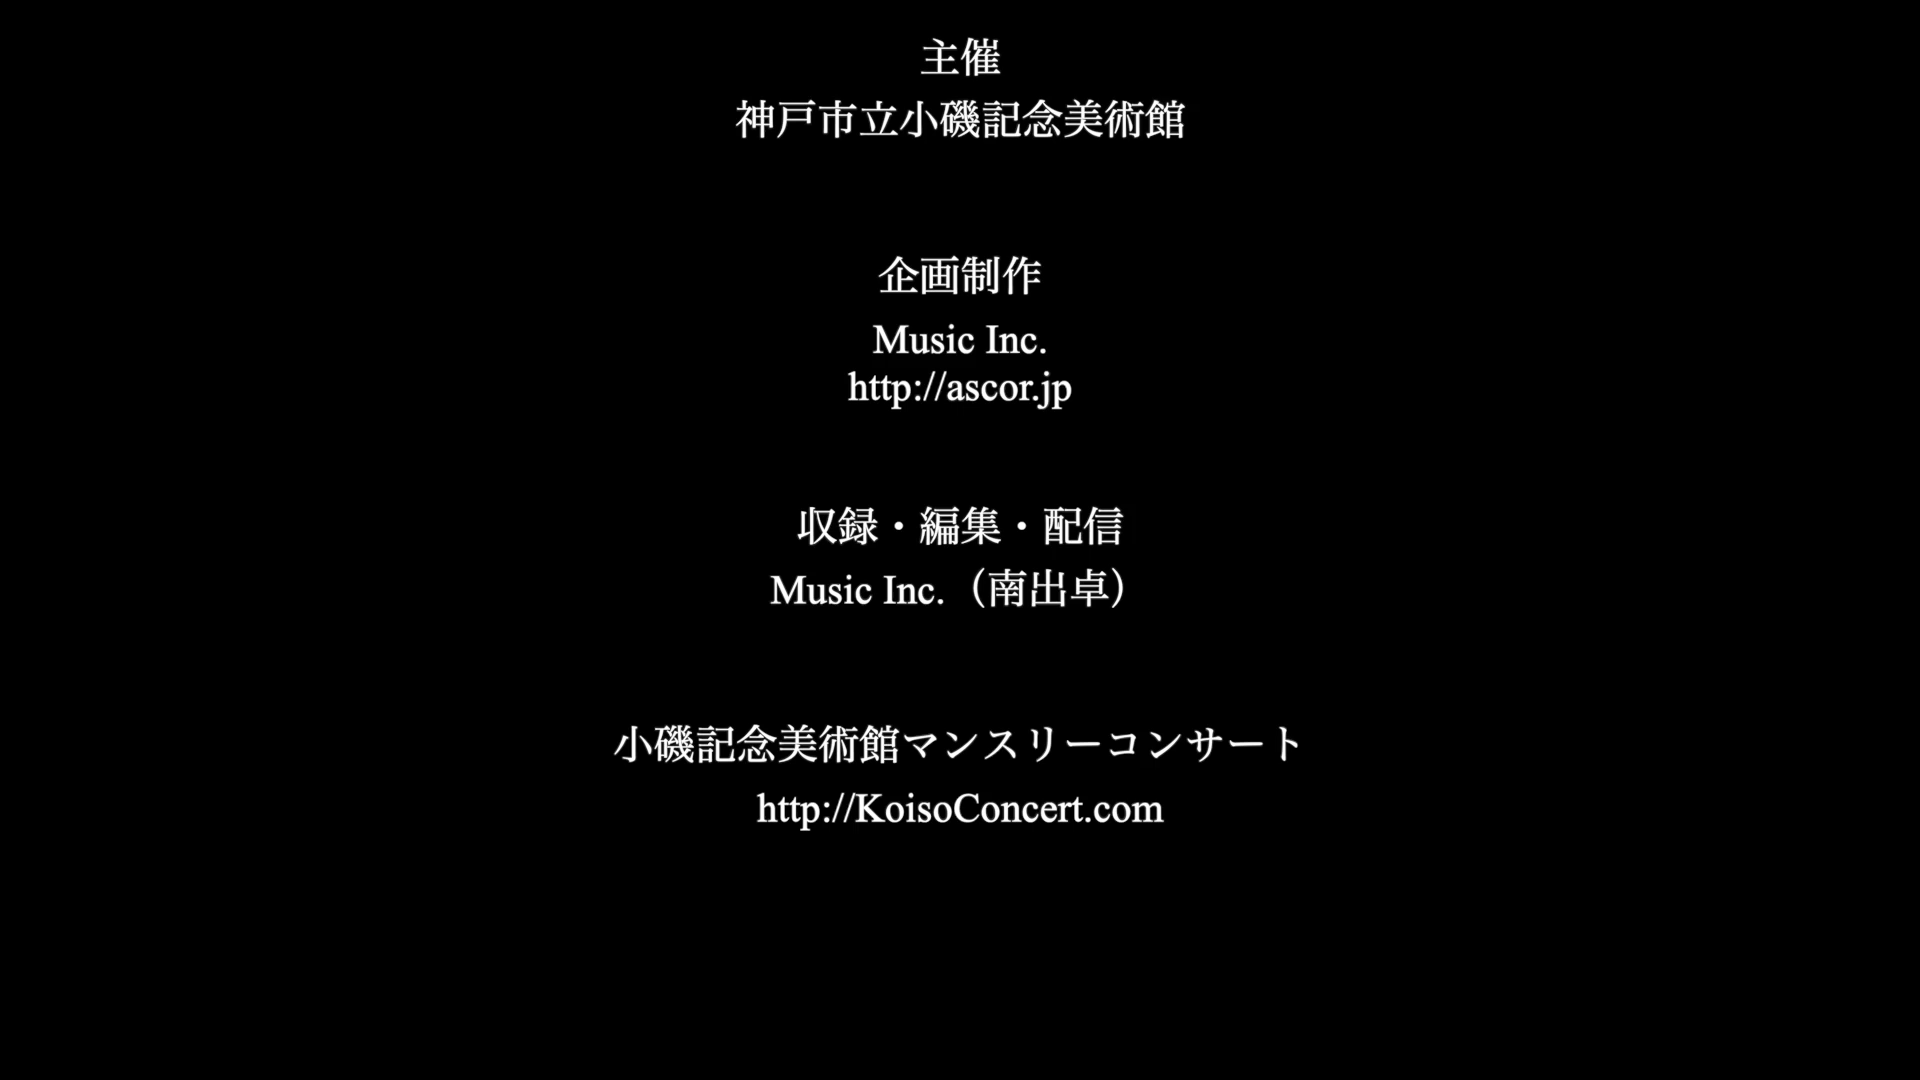 主催
神戸市立小磯記念美術館
企画制作
Music Inc.
http://ascor.jp
収録・編集・配信
Music Inc.（南出卓）
小磯記念美術館マンスリーコンサート
http://KoisoConcert.com